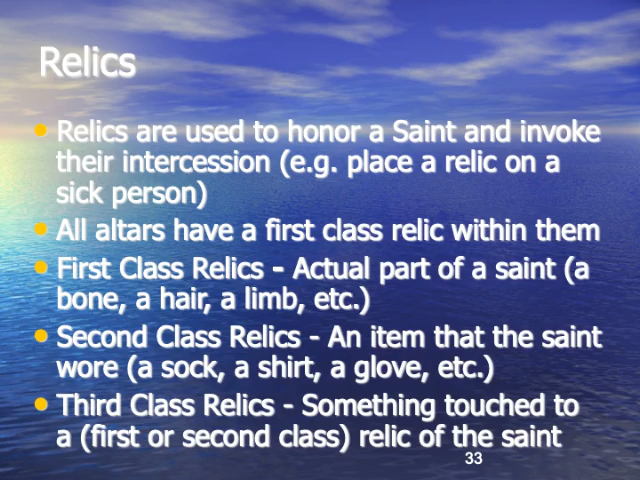 Relics
• Relics are used to honor a Saint and invoke
their intercession (e.g. place a relic on a
sick person)
• All altars have a first class relic within them
• First Class Relics - Actual part of a saint (a
bone, a hair, a limb, etc.)
• Second Class Relics - An item that the saint
wore (a sock, a shirt, a glove, etc.)
• Third Class Relics - Something touched to
a (first or second class) relic of the saint
33